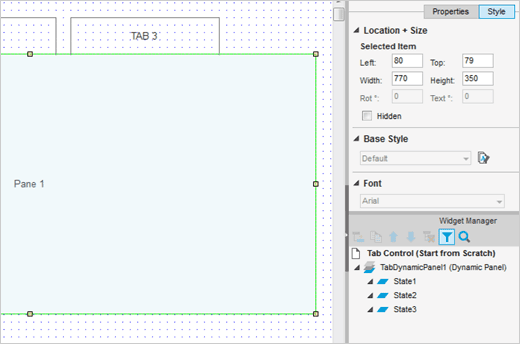 TAB 3
Pane 1
Properties
Style
Location + Size
Selected Item
Left: 80 Top: 79
Width: 770 Height: 350
Rot °: 0 Text °: 0
Hidden
Base Style
Default
Font
Arial
Widget Manager
Tab Control (Start from Scratch)
TabDynamicPanel1 (Dynamic Panel)
State1
State2
State3